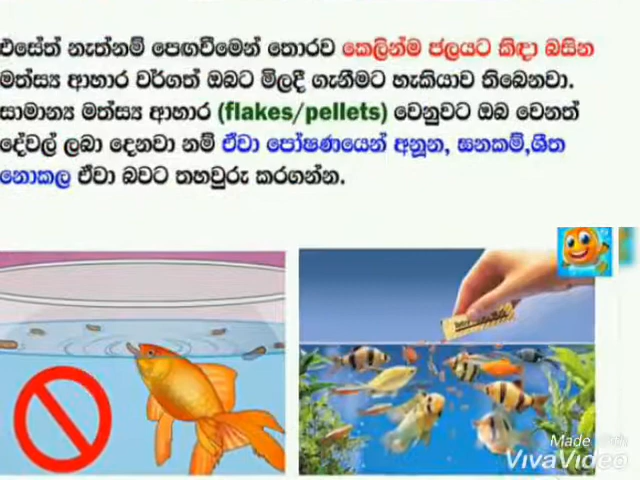 එසේත් නැත්නම් පෙඟවීමෙන් තොරව කෙලින්ම ජලයට කිඳා බසින
මත්ස්‍ය ආහාර වර්ගත් ඔබට මිලදී ගැනීමට හැකියාව තිබෙනවා.
සාමාන්‍ය මත්ස්‍ය ආහාර (flakes/pellets) වෙනුවට ඔබ වෙනත්
දේවල් ලබා දෙනවා නම් ඒවා පෝෂණයෙන් අනූන, ඝනකම්,ශීත
නොකල ඒවා බවට තහවුරු කරගන්න.
Made With
VivaVideo